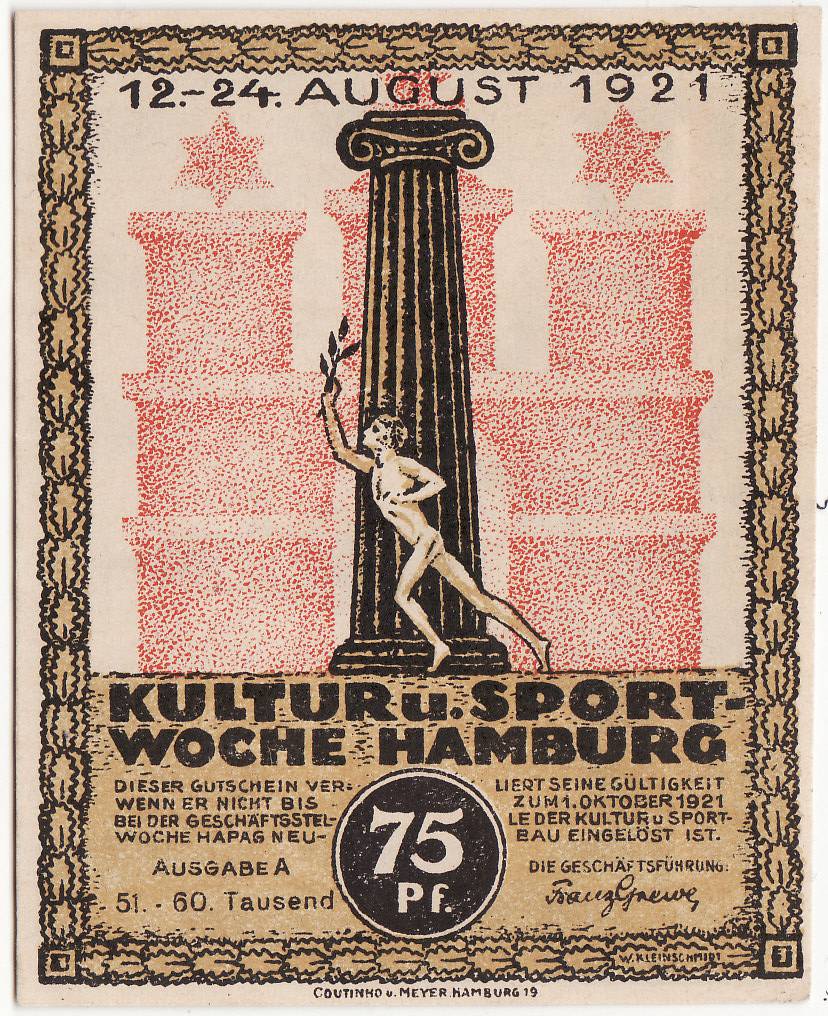 12.-24. AUGUST 1921
KULTUR u. SPORT-
WOCHE HAMBURG
DIESER GUTSCHEIN VER- LIERT SEINE GÜLTIGKEIT
WENN ER NICHT BIS ZUM 1. OKTOBER 1921
BEI DER GESCHÄFTSSTEL- LE DER KULTUR u SPORT-
WOCHE HAPAG NEU- BAU EINGELÖST IST.
75
Pf.
AUSGABE A
51. - 60. Tausend
DIE GESCHÄFTSFÜHRUNG:
Franz
W. KLEINSCHMIDT
COUTINHO u. MEYER. HAMBURG 19